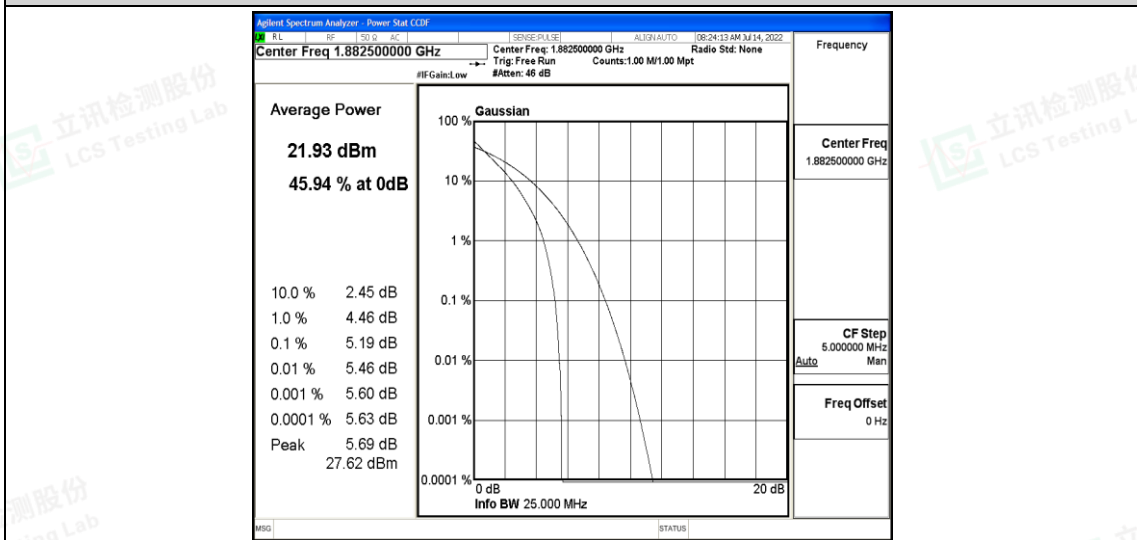 Agilent Spectrum Analyzer - Power Stat CCDF
RL RF 50 Ω AC SENSE:PULSE ALIGN AUTO 08:24:13 AM Jul 14, 2022
Center Freq 1.882500000 GHz
Center Freq: 1.882500000 GHz Radio Std: None
Trig: Free Run Counts:1.00 M/1.00 Mpt
#IFGain:Low #Atten: 46 dB
Frequency
Average Power
21.93 dBm
45.94 % at 0dB
10.0 % 2.45 dB
1.0 % 4.46 dB
0.1 % 5.19 dB
0.01 % 5.46 dB
0.001 % 5.60 dB
0.0001 % 5.63 dB
Peak 5.69 dB
27.62 dBm
Gaussian
100 %
10 %
1 %
0.1 %
0.01 %
0.001 %
0.0001 %
0 dB 20 dB
Info BW 25.000 MHz
Center Freq
1.882500000 GHz
CF Step
5.000000 MHz
Auto Man
Freq Offset
0 Hz
MSG STATUS
立讯检测股份
LCS Testing Lab
立讯检测股份
LCS Testing L
测股份
ing Lab
立